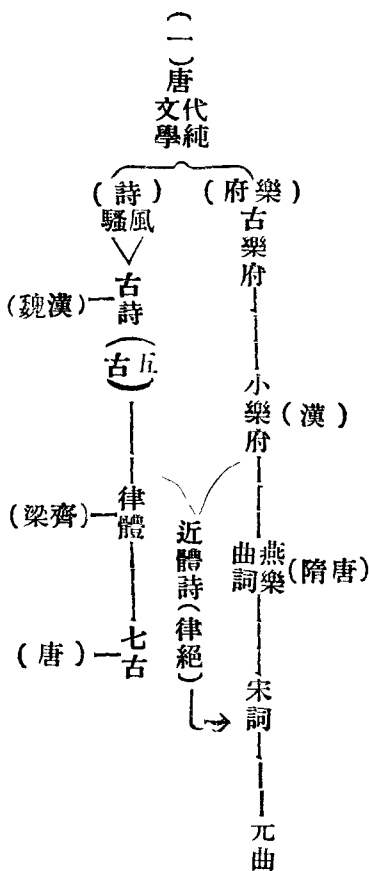 (一)唐代純文學
(樂府)
古樂府
小樂府
(漢)
燕樂曲詞
(隋唐)
宋詞
元曲
近體詩(律絕)
(詩)
風騷
古詩
(漢魏)
(五古)
律體
(齊梁)
七古
(唐)